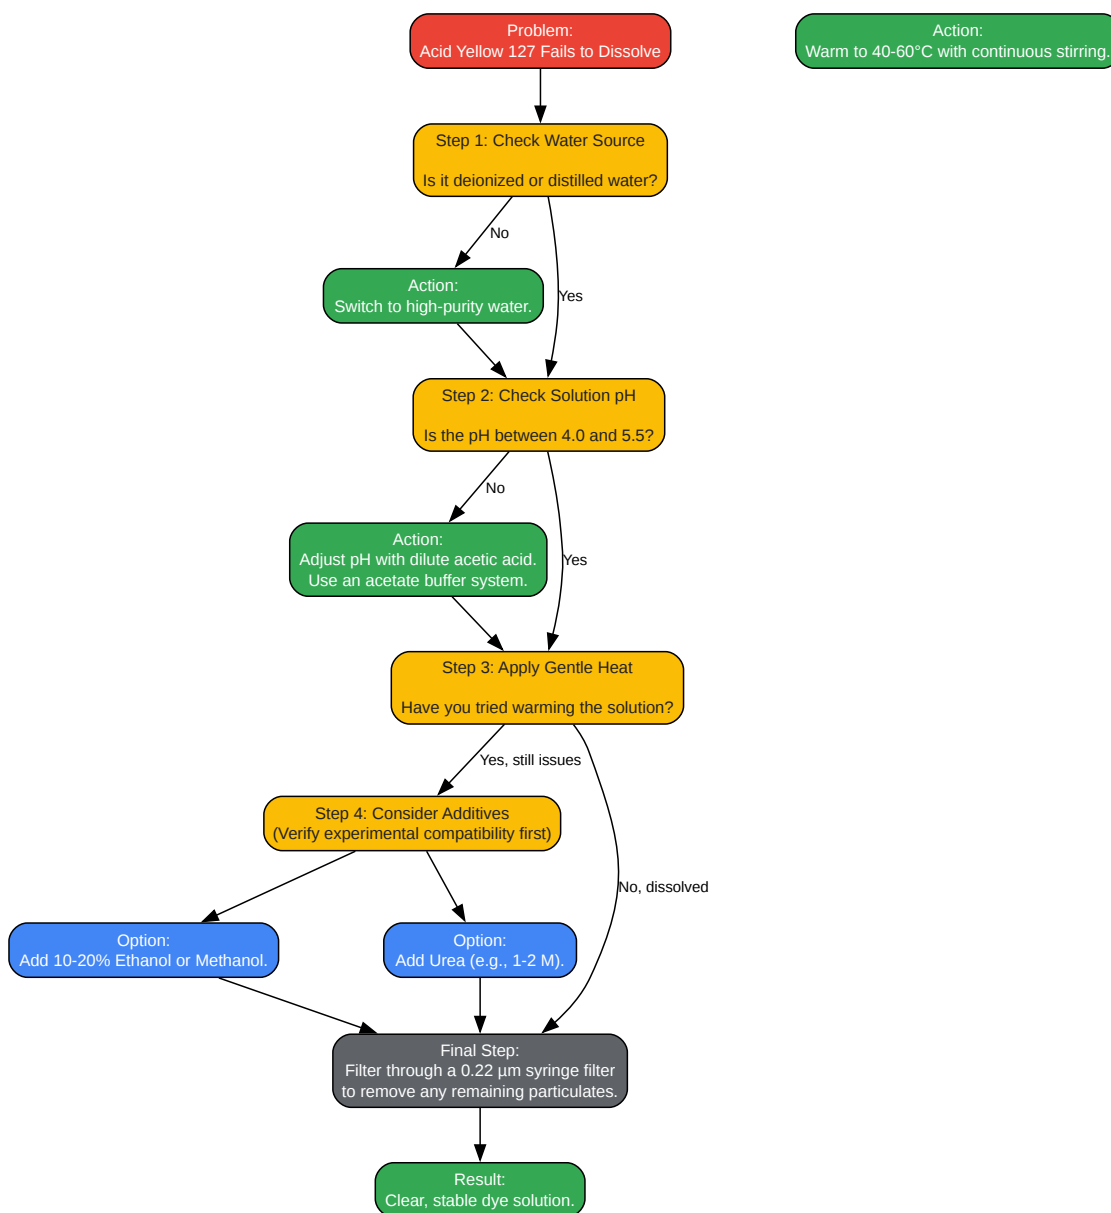 Problem:
Acid Yellow 127 Fails to Dissolve
Action:
Warm to 40-60°C with continuous stirring.
Step 1: Check Water Source
Is it deionized or distilled water?
No
Action:
Switch to high-purity water.
Yes
Step 2: Check Solution pH
Is the pH between 4.0 and 5.5?
No
Action:
Adjust pH with dilute acetic acid.
Use an acetate buffer system.
Yes
Step 3: Apply Gentle Heat
Have you tried warming the solution?
Yes, still issues
Step 4: Consider Additives
(Verify experimental compatibility first)
No, dissolved
Option:
Add 10-20% Ethanol or Methanol.
Option:
Add Urea (e.g., 1-2 M).
Final Step:
Filter through a 0.22 µm syringe filter
to remove any remaining particulates.
Result:
Clear, stable dye solution.